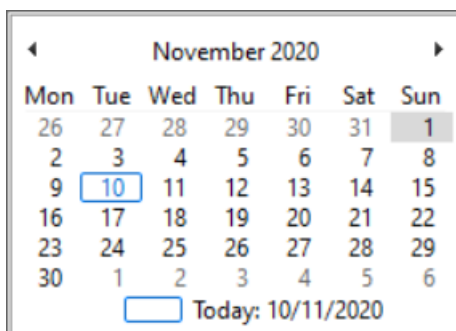 November 2020
Mon Tue Wed Thu Fri Sat Sun
26 27 28 29 30 31 1
2 3 4 5 6 7 8
9 10 11 12 13 14 15
16 17 18 19 20 21 22
23 24 25 26 27 28 29
30 1 2 3 4 5 6
Today: 10/11/2020